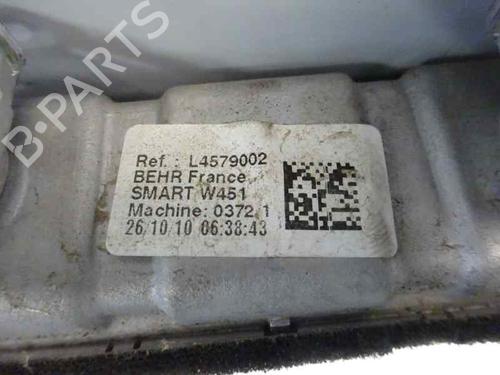 Ref. : L4579002
BEHR France
SMART W451
Machine: 0372 1
26/10/10 06:38:43
B-PARTS